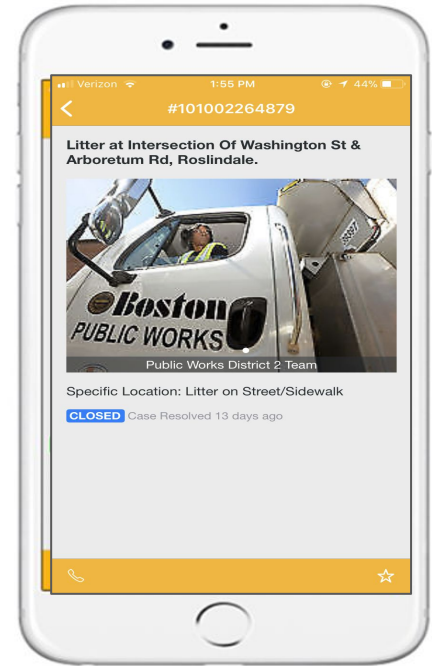 Verizon 1:55 PM 44%
#101002264879
Litter at Intersection Of Washington St &
Arboretum Rd, Roslindale.
Boston
PUBLIC WORKS
Public Works District 2 Team
Specific Location: Litter on Street/Sidewalk
CLOSED Case Resolved 13 days ago